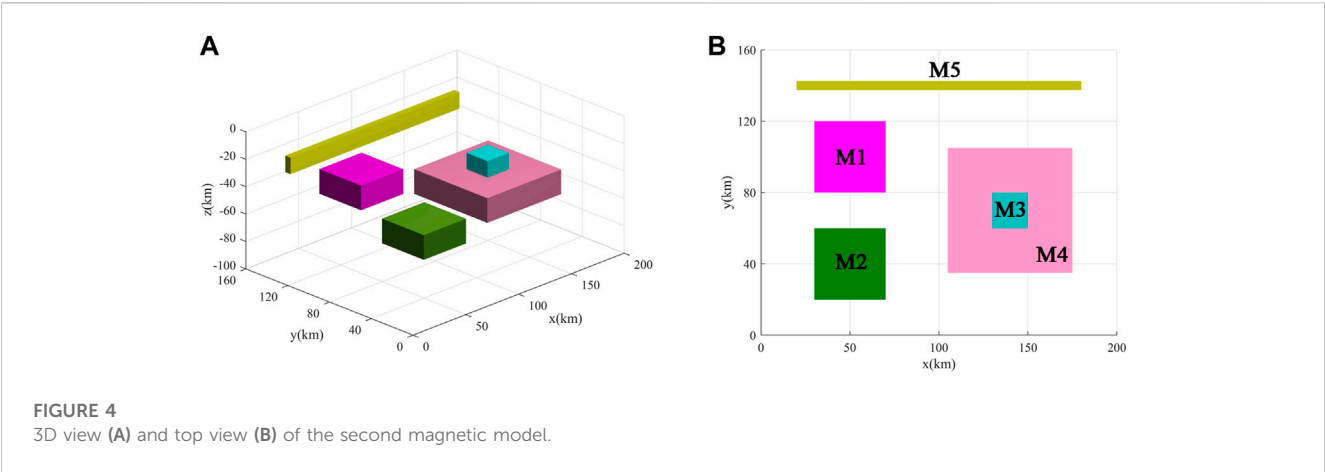 A
0
-20
-40
-60
-80
-100
z(km)
160
120
80
40
0
y(km)
0
50
100
150
200
x(km)
B
160
120
80
40
0
y(km)
M5
M1
M3
M2
M4
0
50
100
150
200
x(km)
FIGURE 4
3D view (A) and top view (B) of the second magnetic model.